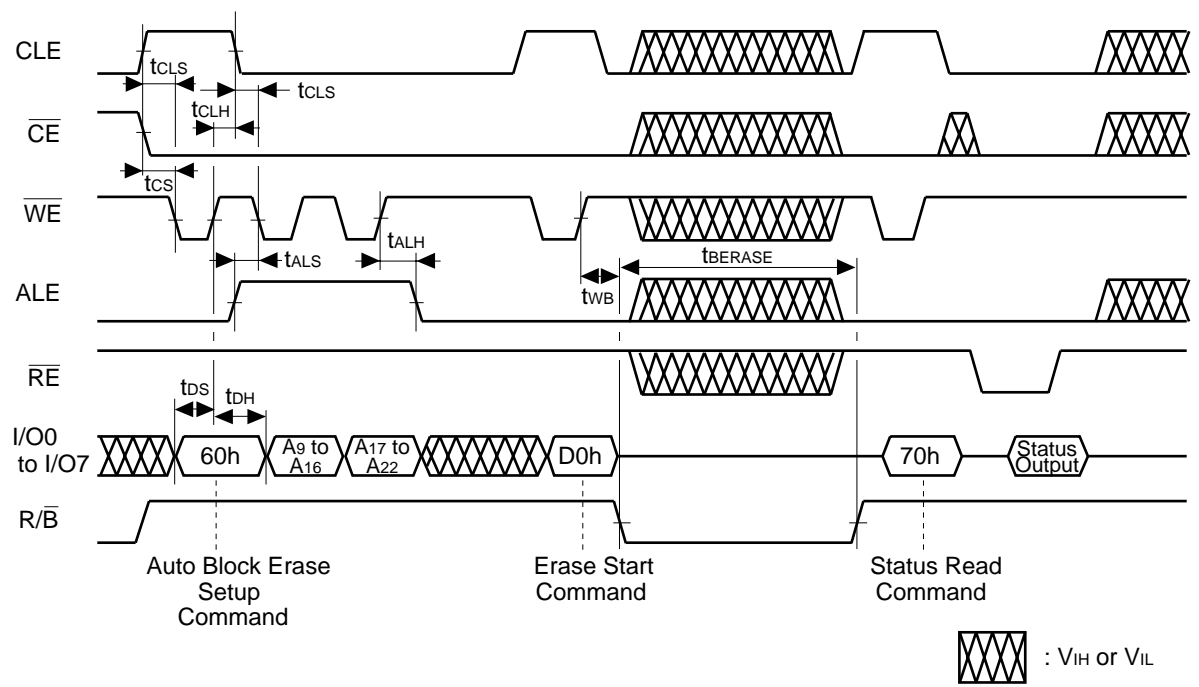 CLE
tCLS
tCLS
tCLH
CE
tCS
WE
tALS
tALH
tWB
tBERASE
ALE
RE
tDS
tDH
I/O0
to I/O7
60h
A9 to
A16
A17 to
A22
D0h
70h
Status
Output
R/B
Auto Block Erase
Setup
Command
Erase Start
Command
Status Read
Command
: VIH or VIL